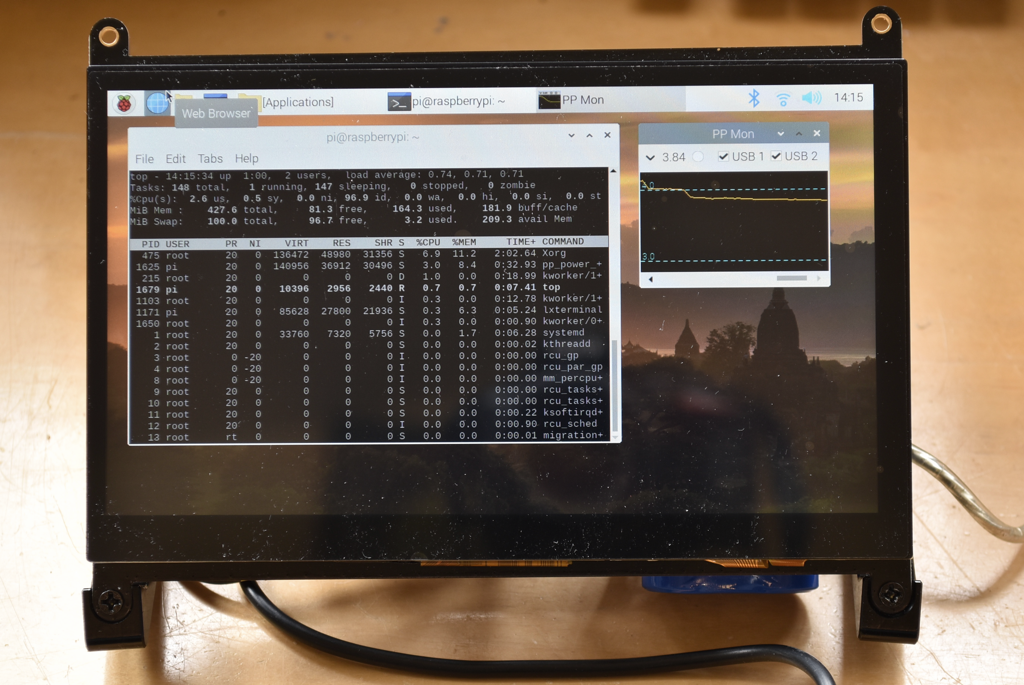 [Applications] pi@raspberrypi: ~ PP Mon 14:15
Web Browser
pi@raspberrypi: ~
File Edit Tabs Help
top - 14:15:34 up 1:00, 2 users, load average: 0.74, 0.71, 0.71
Tasks: 148 total, 1 running, 147 sleeping, 0 stopped, 0 zombie
%Cpu(s): 2.6 us, 0.5 sy, 0.0 ni, 96.9 id, 0.0 wa, 0.0 hi, 0.0 si, 0.0 st
MiB Mem : 427.6 total, 81.3 free, 164.3 used, 181.9 buff/cache
MiB Swap: 100.0 total, 96.7 free, 3.2 used. 209.3 avail Mem
PID USER PR NI VIRT RES SHR S %CPU %MEM TIME+ COMMAND
475 root 20 0 136472 48980 31356 S 6.9 11.2 2:02.64 Xorg
1625 pi 20 0 140956 36912 30496 S 3.0 8.4 0:32.93 pp_power_+
215 root 20 0 0 0 0 D 1.0 0.0 0:18.99 kworker/1+
1679 pi 20 0 10396 2956 2440 R 0.7 0.7 0:07.41 top
1103 root 20 0 0 0 0 I 0.3 0.0 0:12.78 kworker/1+
1171 pi 20 0 85628 27800 21936 S 0.3 6.3 0:05.24 lxterminal
1650 root 20 0 0 0 0 I 0.3 0.0 0:00.90 kworker/0+
1 root 20 0 33760 7320 5756 S 0.0 1.7 0:06.28 systemd
2 root 20 0 0 0 0 S 0.0 0.0 0:00.02 kthreadd
3 root 0 -20 0 0 0 I 0.0 0.0 0:00.00 rcu_gp
4 root 0 -20 0 0 0 I 0.0 0.0 0:00.00 rcu_par_gp
8 root 0 -20 0 0 0 I 0.0 0.0 0:00.00 mm_percpu+
9 root 20 0 0 0 0 S 0.0 0.0 0:00.00 rcu_tasks+
10 root 20 0 0 0 0 S 0.0 0.0 0:00.00 rcu_tasks+
11 root 20 0 0 0 0 S 0.0 0.0 0:00.22 ksoftirqd+
12 root 20 0 0 0 0 I 0.0 0.0 0:00.90 rcu_sched
13 root rt 0 0 0 0 S 0.0 0.0 0:00.01 migration+
PP Mon
3.84 USB 1 USB 2
3.0